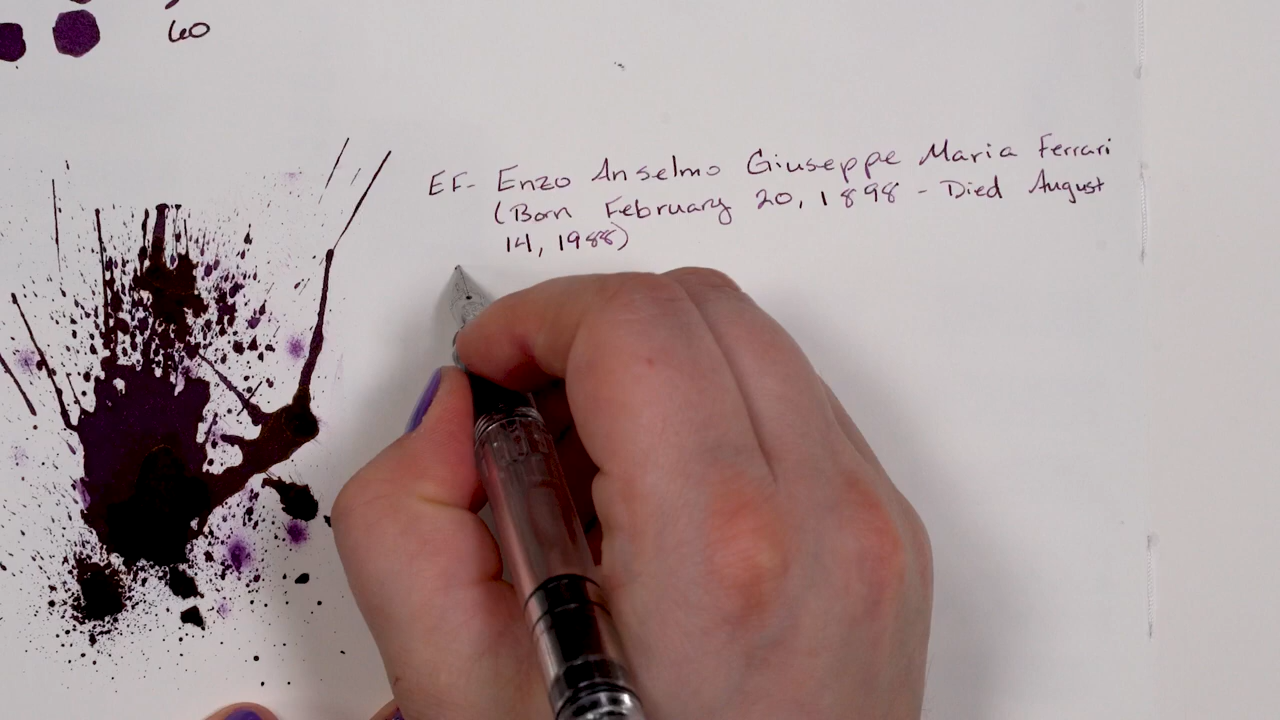 60
EF- Enzo Anselmo Giuseppe Maria Ferrari
(Born February 20, 1898 - Died August
14, 1988)